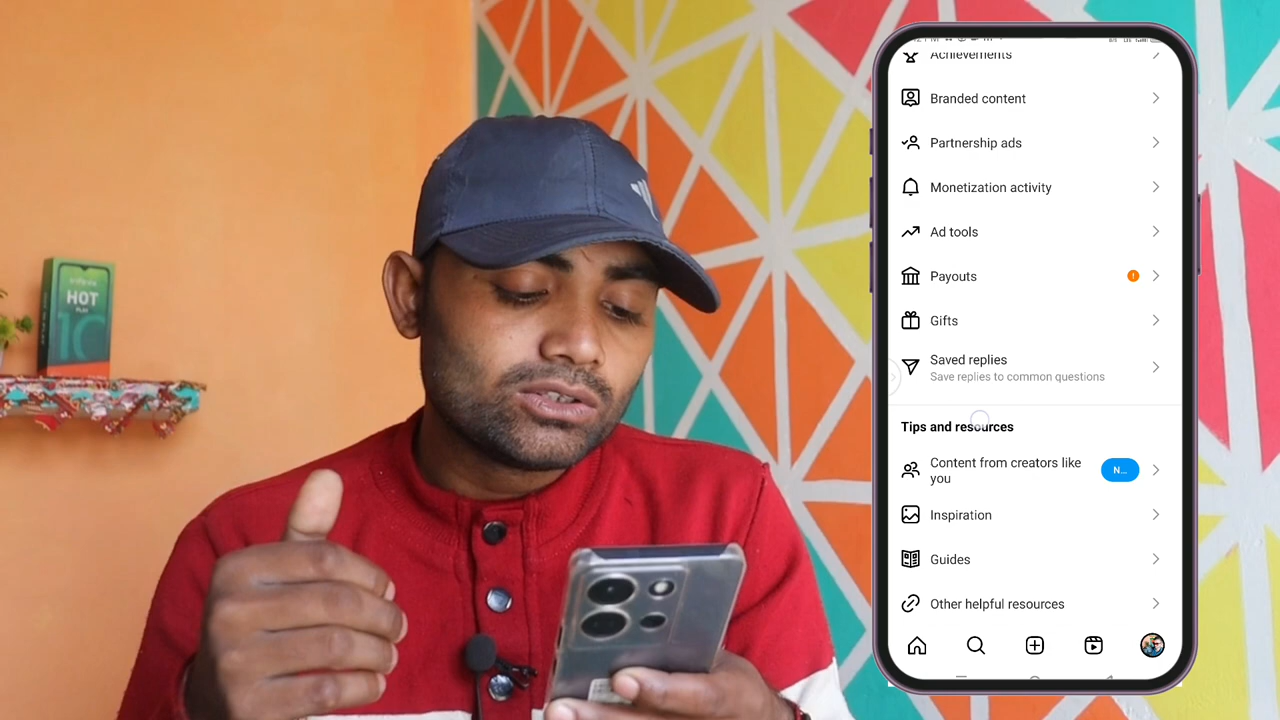 Achievements
Branded content
Partnership ads
Monetization activity
Ad tools
Payouts
Gifts
Saved replies
Save replies to common questions
Tips and resources
Content from creators like
you
N...
Inspiration
Guides
Other helpful resources
HOT
10